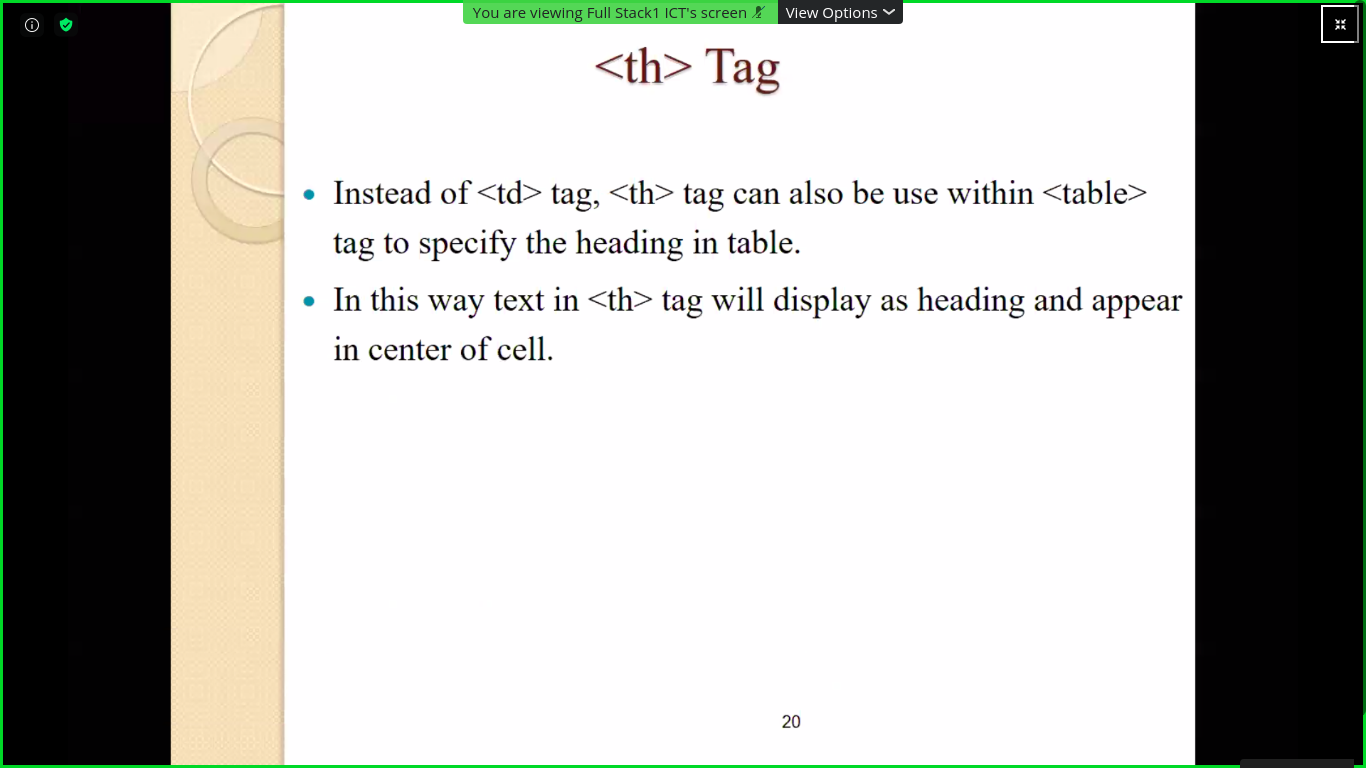 You are viewing Full Stack1 ICT's screen
View Options
<th> Tag
Instead of <td> tag, <th> tag can also be use within <table>
tag to specify the heading in table.
In this way text in <th> tag will display as heading and appear
in center of cell.
20